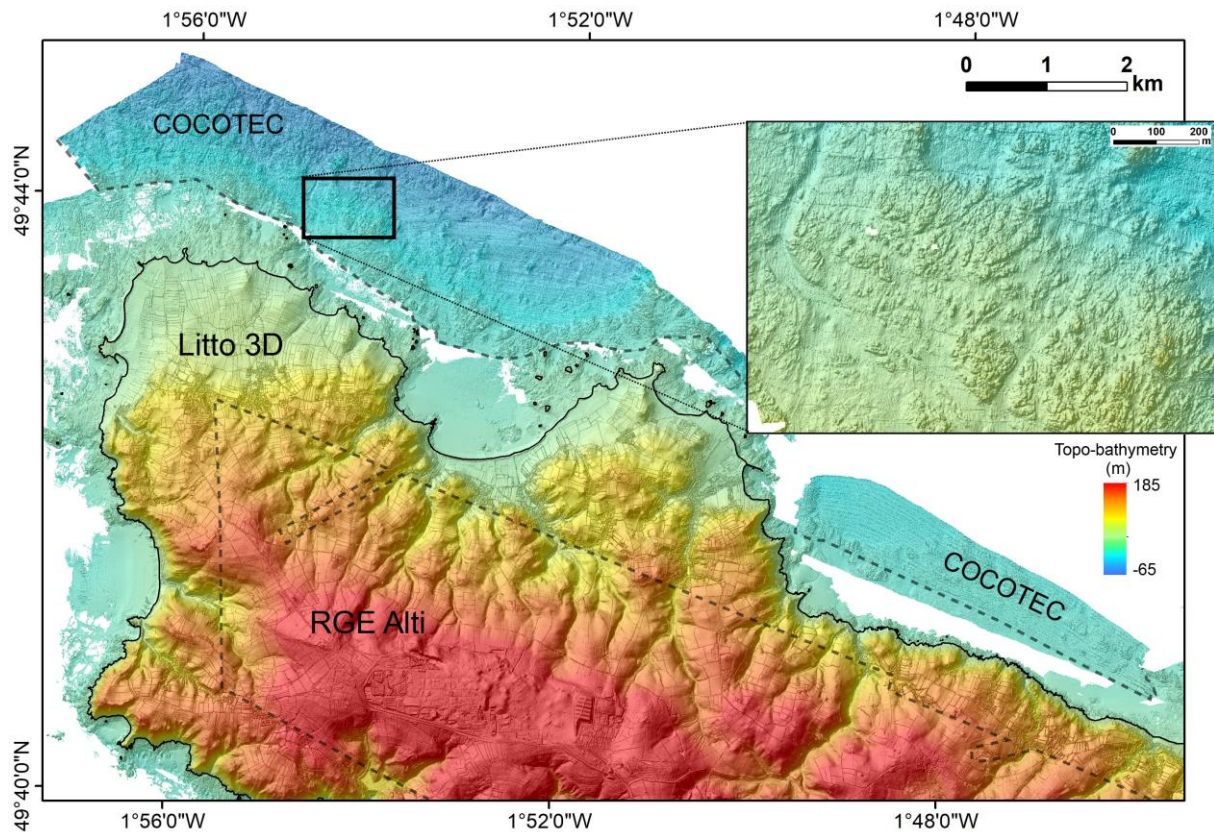 1°56'0"W
1°52'0"W
1°48'0"W
0 1 2
km
COCOTEC
0 100 200
m
49°44'0"N
Litto 3D
Topo-bathymetry
(m)
185
-65
COCOTEC
RGE Alti
49°40'0"N
1°56'0"W
1°52'0"W
1°48'0"W